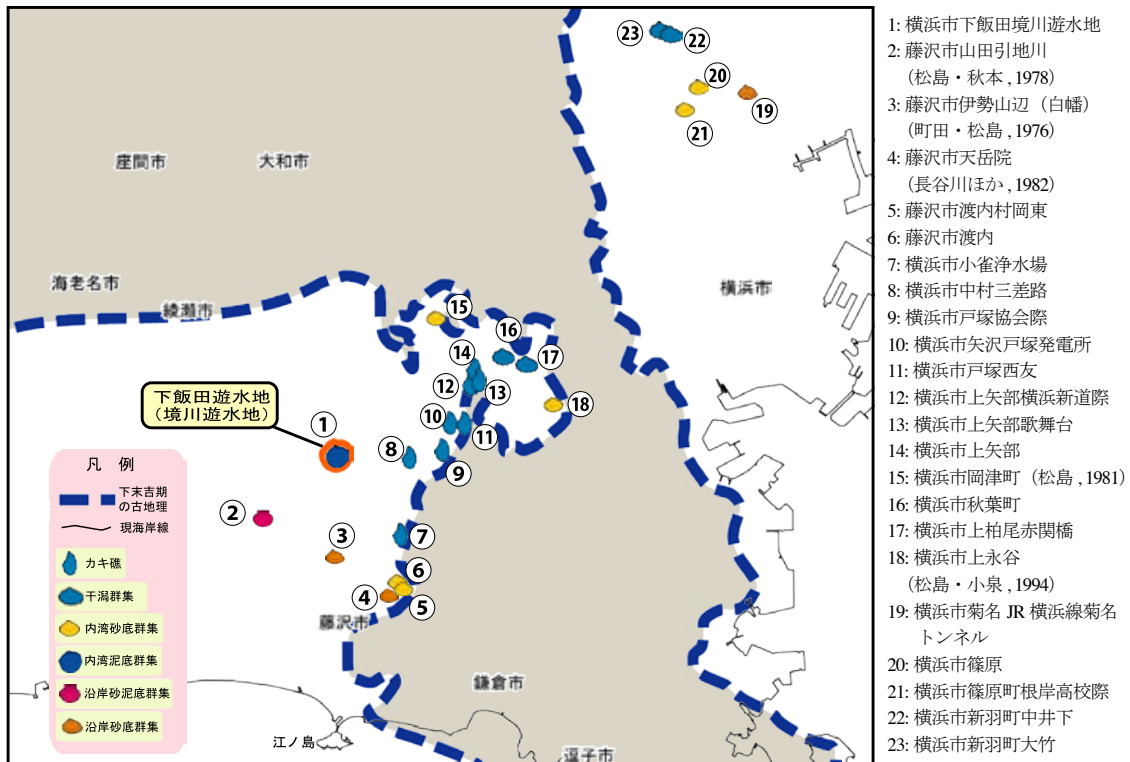 ㉓
㉒
⑳
⑲
㉑
座間市
大和市
海老名市
綾瀬市
横浜市
⑮
⑯
⑭
⑰
⑫
⑬
⑱
下飯田遊水地
（境川遊水地）
①
⑩
⑪
⑧
⑨
②
③
⑦
⑥
④
⑤
藤沢市
鎌倉市
江ノ島
逗子市
凡 例
下末吉期
の古地理
現海岸線
カキ礁
干潟群集
内湾砂底群集
内湾泥底群集
沿岸砂泥底群集
沿岸砂底群集
1: 横浜市下飯田境川遊水地
2: 藤沢市山田引地川
（松島・秋本 , 1978）
3: 藤沢市伊勢山辺（白幡）
（町田・松島 , 1976）
4: 藤沢市天岳院
（長谷川ほか , 1982）
5: 藤沢市渡内村岡東
6: 藤沢市渡内
7: 横浜市小雀浄水場
8: 横浜市中村三差路
9: 横浜市戸塚協会際
10: 横浜市矢沢戸塚発電所
11: 横浜市戸塚西友
12: 横浜市上矢部横浜新道際
13: 横浜市上矢部歌舞台
14: 横浜市上矢部
15: 横浜市岡津町（松島 , 1981）
16: 横浜市秋葉町
17: 横浜市上柏尾赤関橋
18: 横浜市上永谷
（松島・小泉 , 1994）
19: 横浜市菊名 JR 横浜線菊名
トンネル
20: 横浜市篠原
21: 横浜市篠原町根岸高校際
22: 横浜市新羽町中井下
23: 横浜市新羽町大竹